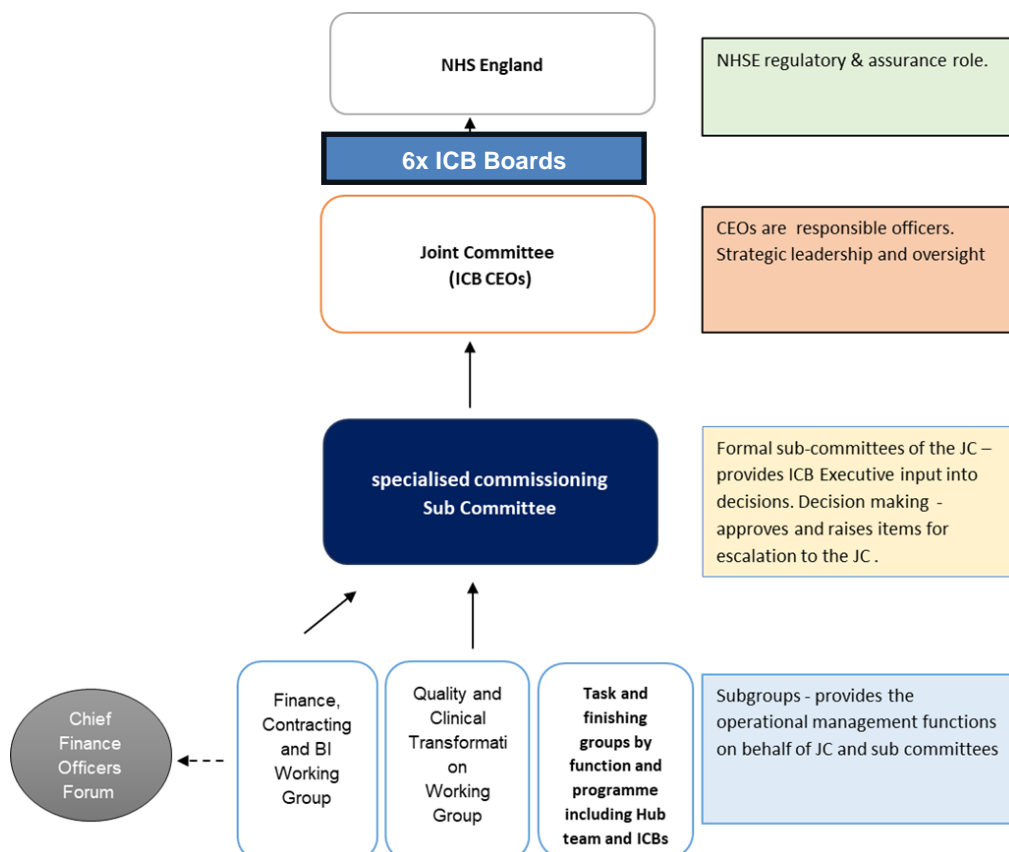 NHS England
NHSE regulatory & assurance role.
6x ICB Boards
Joint Committee
(ICB CEOs)
CEOs are responsible officers.
Strategic leadership and oversight
specialised commissioning
Sub Committee
Formal sub-committees of the JC –
provides ICB Executive input into
decisions. Decision making -
approves and raises items for
escalation to the JC .
Chief
Finance
Officers
Forum
Finance,
Contracting
and BI
Working
Group
Quality and
Clinical
Transformati
on
Working
Group
Task and
finishing
groups by
function and
programme
including Hub
team and ICBs
Subgroups - provides the
operational management functions
on behalf of JC and sub committees